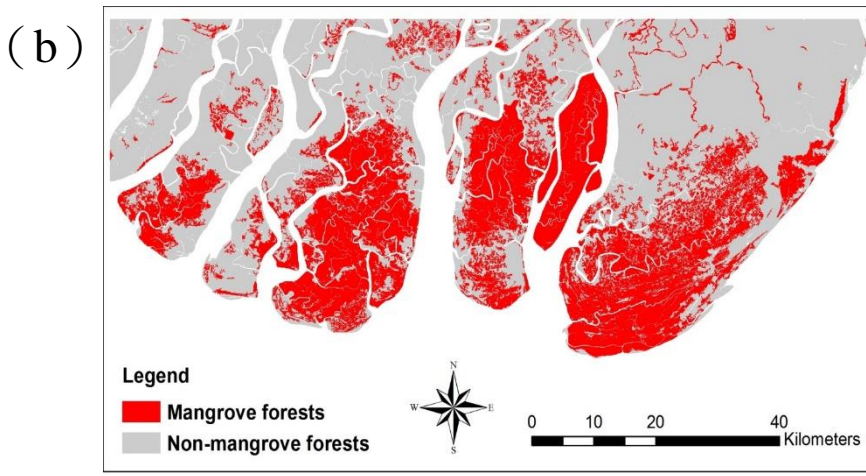 (b)
Legend
Mangrove forests
Non-mangrove forests
N
W E
S
0 10 20 40
Kilometers